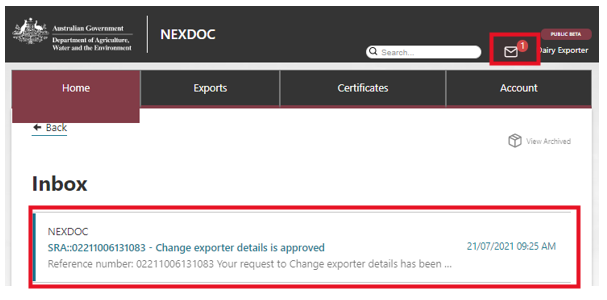 Australian Government
Department of Agriculture,
Water and the Environment
NEXDOC
PUBLIC BETA
Search...
1
Dairy Exporter
Home
Exports
Certificates
Account
Back
View Archived
Inbox
NEXDOC
SRA::02211006131083 - Change exporter details is approved
21/07/2021 09:25 AM
Reference number: 02211006131083 Your request to Change exporter details has been ...